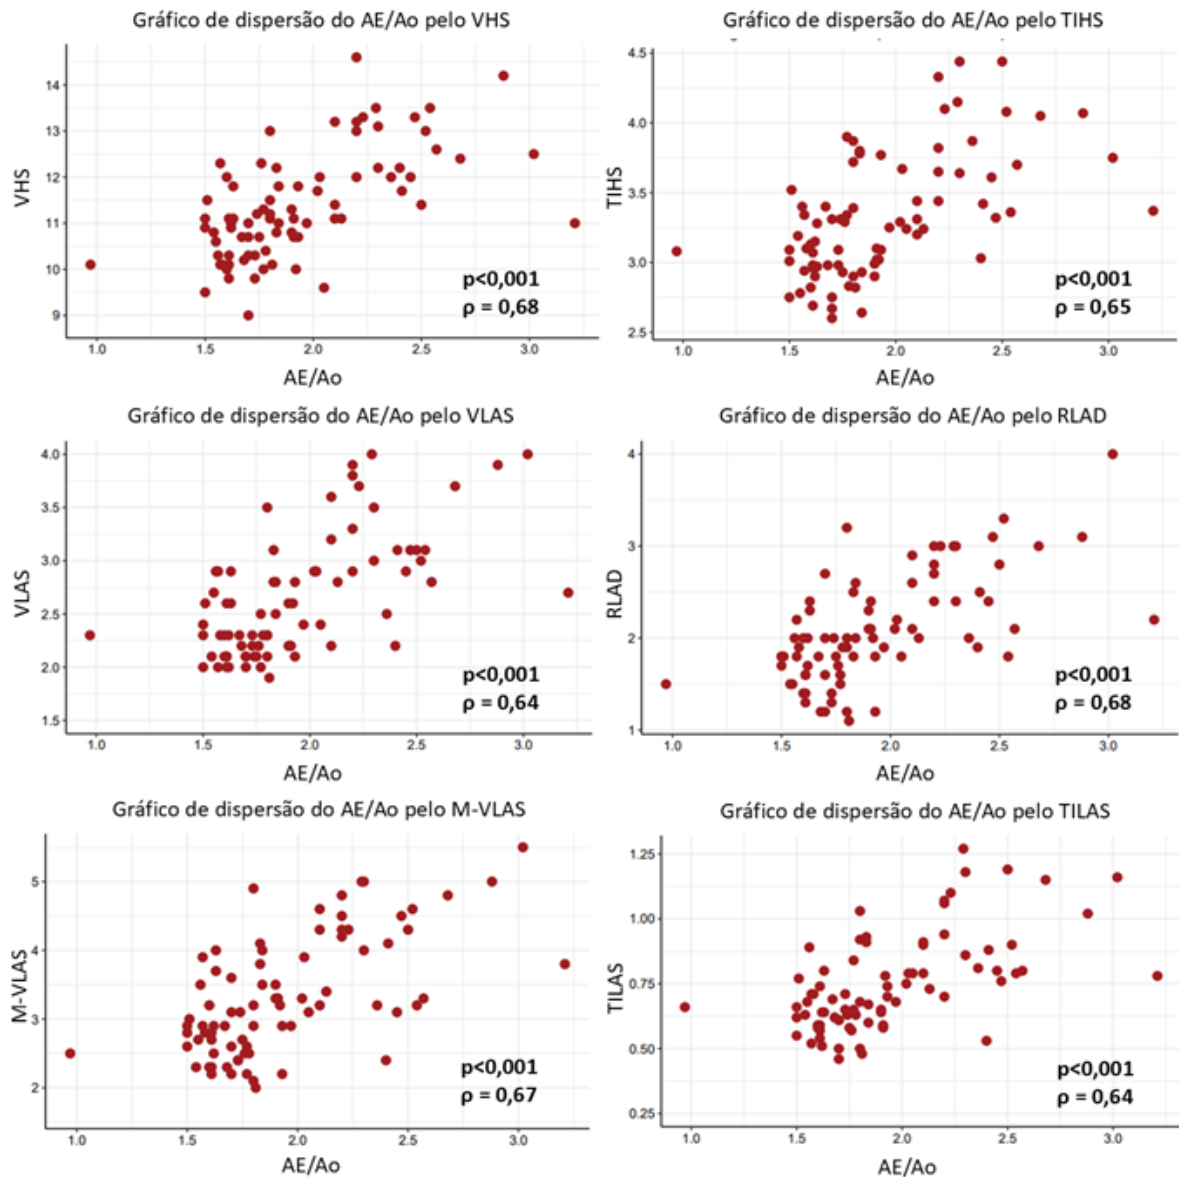 Gráfico de dispersão do AE/Ao pelo VHS
14
13
12
11
10
9
VHS
1.0 1.5 2.0 2.5 3.0
AE/Ao
p<0,001
ρ = 0,68
Gráfico de dispersão do AE/Ao pelo TIHS
4.5
4.0
3.5
3.0
2.5
TIHS
1.0 1.5 2.0 2.5 3.0
AE/Ao
p<0,001
ρ = 0,65
Gráfico de dispersão do AE/Ao pelo VLAS
4.0
3.5
3.0
2.5
2.0
1.5
VLAS
1.0 1.5 2.0 2.5 3.0
AE/Ao
p<0,001
ρ = 0,64
Gráfico de dispersão do AE/Ao pelo RLAD
4
3
2
1
RLAD
1.0 1.5 2.0 2.5 3.0
AE/Ao
p<0,001
ρ = 0,68
Gráfico de dispersão do AE/Ao pelo M-VLAS
5
4
3
2
M-VLAS
1.0 1.5 2.0 2.5 3.0
AE/Ao
p<0,001
ρ = 0,67
Gráfico de dispersão do AE/Ao pelo TILAS
1.25
1.00
0.75
0.50
0.25
TILAS
1.0 1.5 2.0 2.5 3.0
AE/Ao
p<0,001
ρ = 0,64